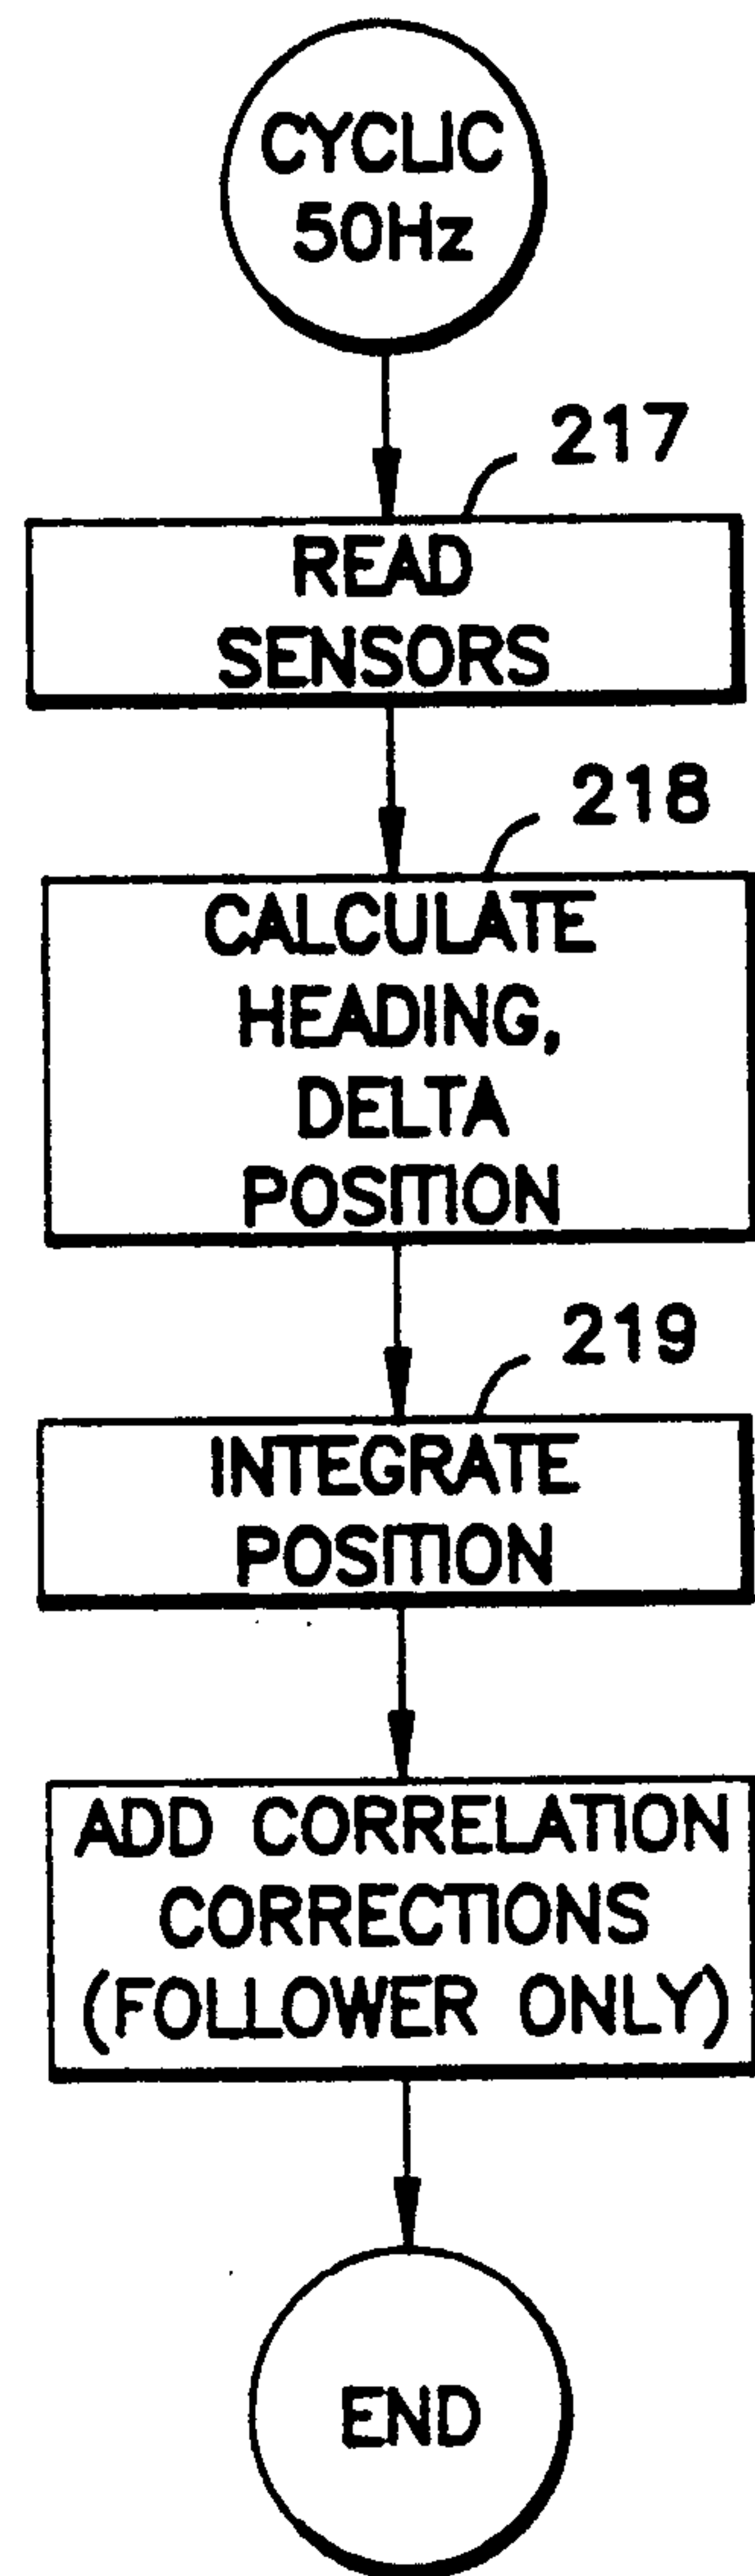 CYCLIC
50Hz
217
READ
SENSORS
218
CALCULATE
HEADING,
DELTA
POSITION
219
INTEGRATE
POSITION
ADD CORRELATION
CORRECTIONS
(FOLLOWER ONLY)
END